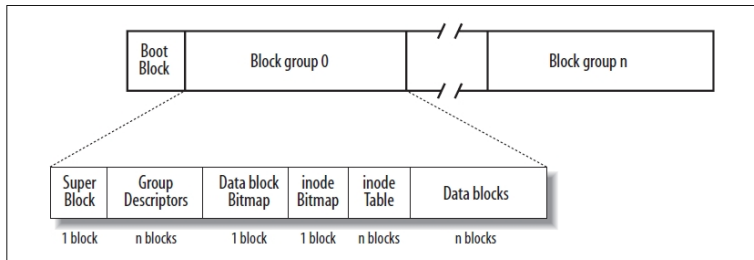 Boot
Block
Block group 0
Block group n
Super
Block
Group
Descriptors
Data block
Bitmap
inode
Bitmap
inode
Table
Data blocks
1 block
n blocks
1 block
1 block
n blocks
n blocks